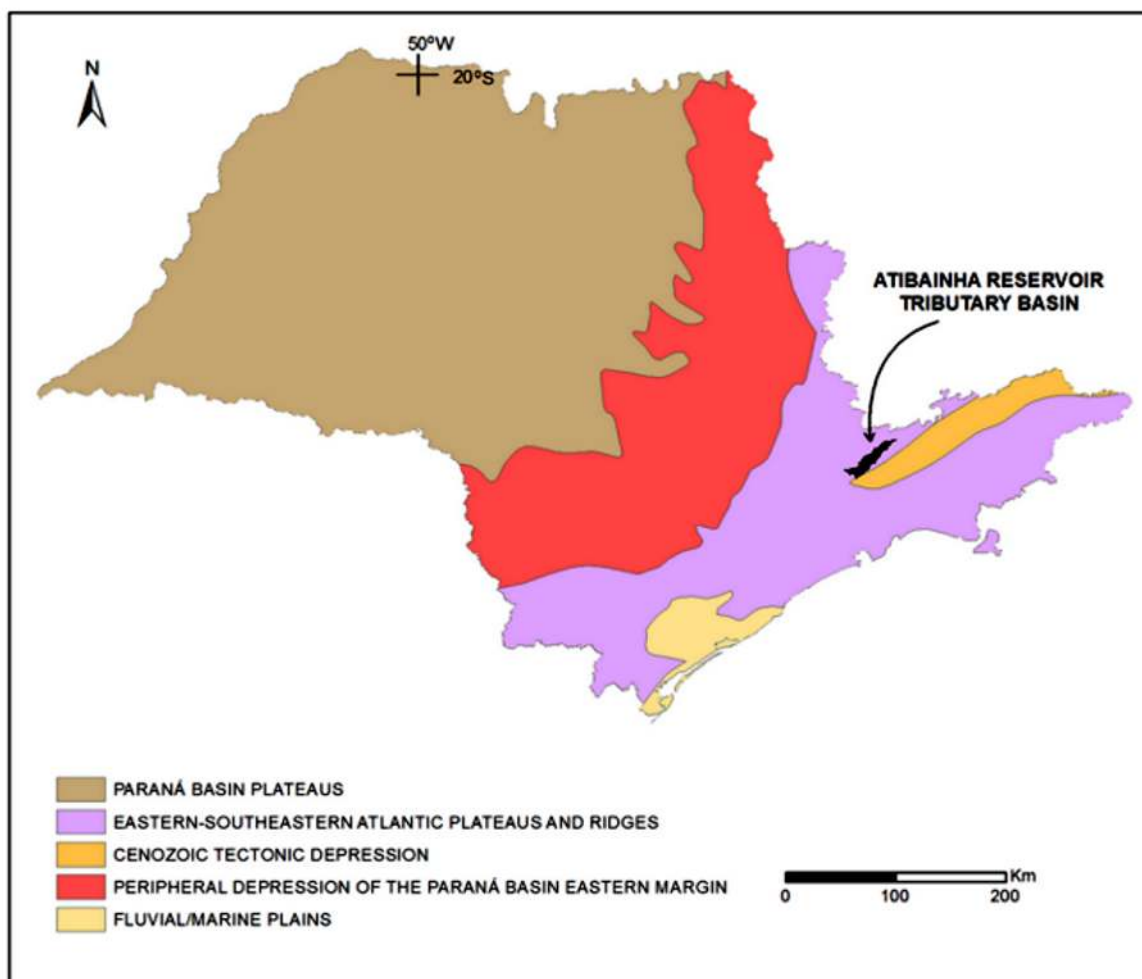 50°W
20°S
N
ATIBAINHA RESERVOIR
TRIBUTARY BASIN
PARANÁ BASIN PLATEAUS
EASTERN-SOUTHEASTERN ATLANTIC PLATEAUS AND RIDGES
CENOZOIC TECTONIC DEPRESSION
PERIPHERAL DEPRESSION OF THE PARANÁ BASIN EASTERN MARGIN
FLUVIAL/MARINE PLAINS
Km
0 100 200